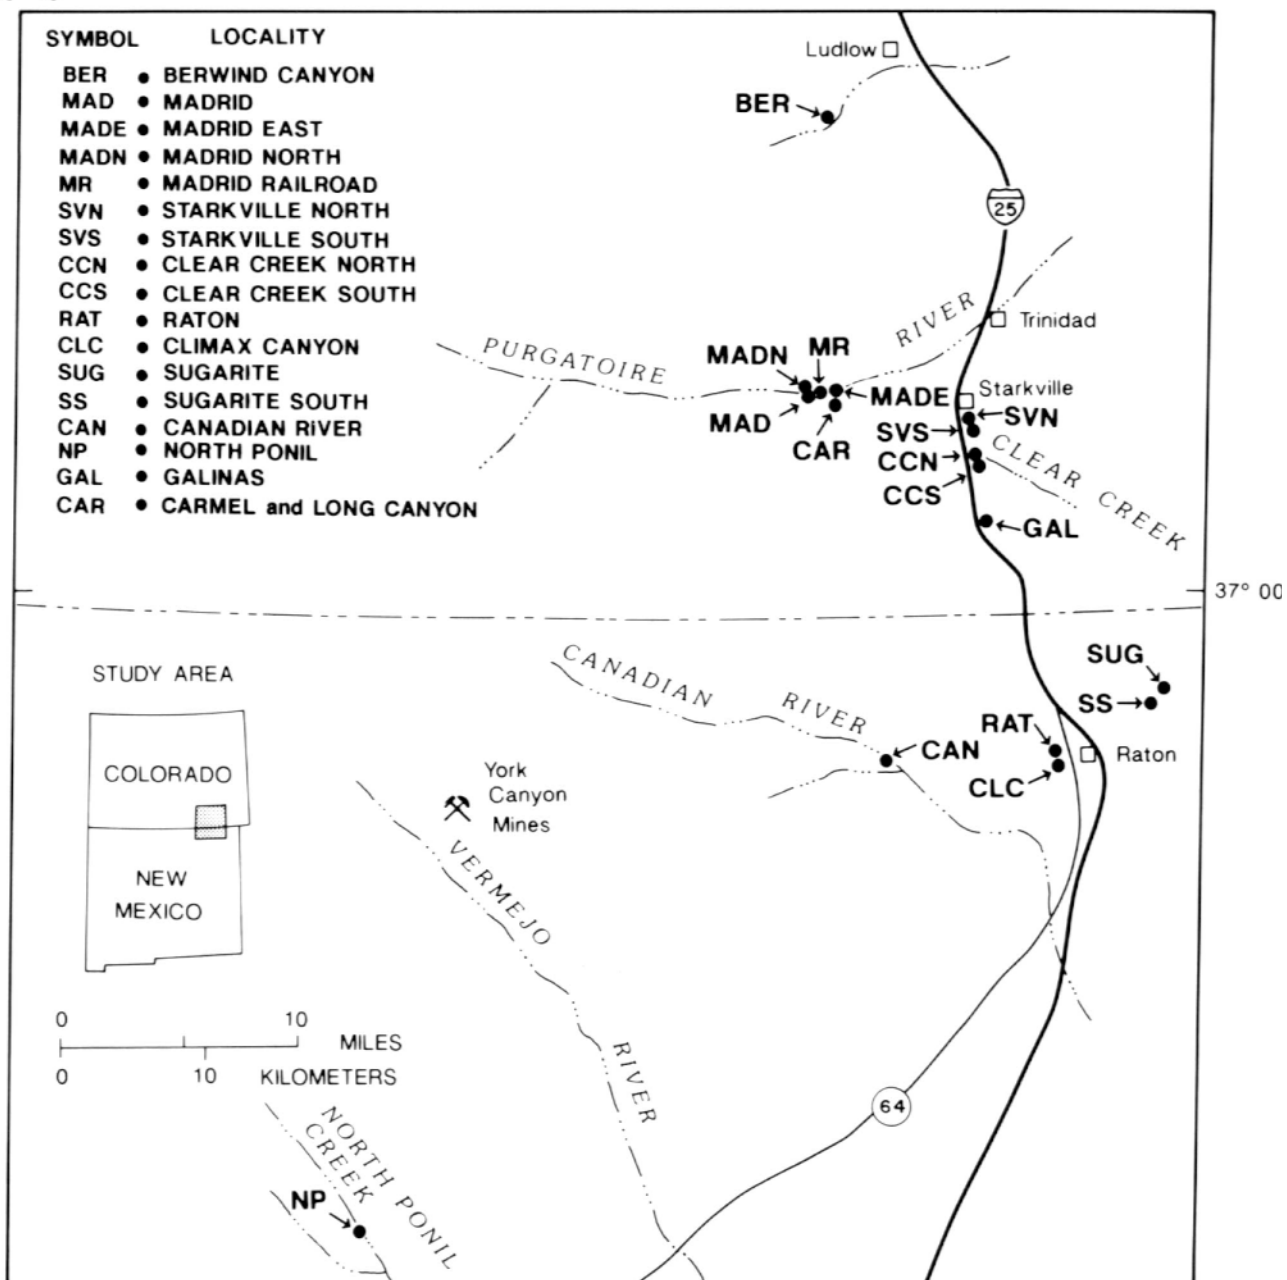 SYMBOL LOCALITY
BER ● BERWIND CANYON
MAD ● MADRID
MADE ● MADRID EAST
MADN ● MADRID NORTH
MR ● MADRID RAILROAD
SVN ● STARKVILLE NORTH
SVS ● STARKVILLE SOUTH
CCN ● CLEAR CREEK NORTH
CCS ● CLEAR CREEK SOUTH
RAT ● RATON
CLC ● CLIMAX CANYON
SUG ● SUGARITE
SS ● SUGARITE SOUTH
CAN ● CANADIAN RIVER
NP ● NORTH PONIL
GAL ● GALINAS
CAR ● CARMEL and LONG CANYON
Ludlow
BER
25
Trinidad
PURGATOIRE RIVER
MADN MR
MADE
MAD
CAR
Starkville
SVN
SVS
CCN
CCS
CLEAR CREEK
GAL
37° 00
SUG
SS
CANADIAN RIVER
RAT
CAN
CLC
Raton
York
Canyon
Mines
VERMEJO
RIVER
STUDY AREA
COLORADO
NEW
MEXICO
0 10
MILES
0 10 KILOMETERS
64
NORTH PONIL
CREEK
NP